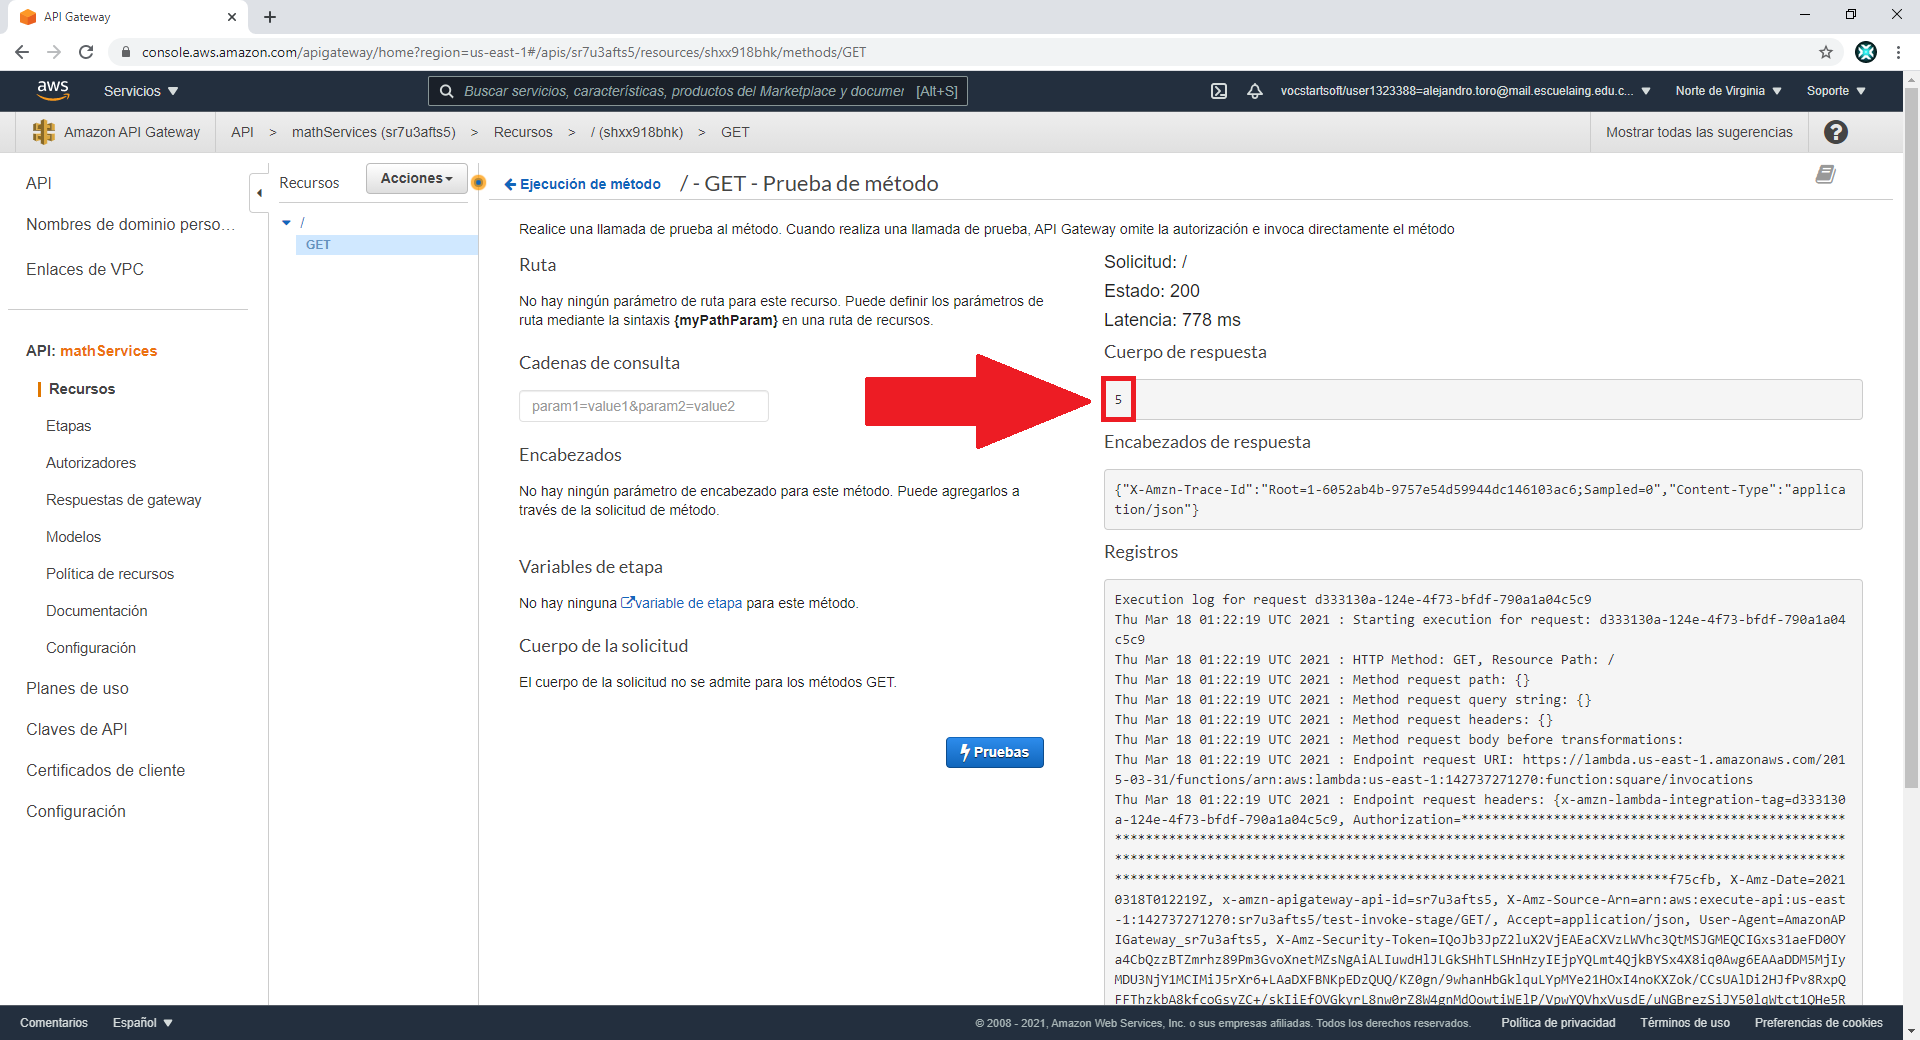 API Gateway
console.aws.amazon.com/apigateway/home?region=us-east-1#/apis/sr7u3afts5/resources/shxx918bhk/methods/GET
aws
Servicios
Buscar servicios, características, productos del Marketplace y documer [Alt+S]
vocstartsoft/user1323388=alejandro.toro@mail.escuelaing.edu.c...
Norte de Virginia
Soporte
Amazon API Gateway
API > mathServices (sr7u3afts5) > Recursos > / (shxx918bhk) > GET
Mostrar todas las sugerencias
API
Nombres de dominio perso...
Enlaces de VPC
API: mathServices
Recursos
Etapas
Autorizadores
Respuestas de gateway
Modelos
Política de recursos
Documentación
Configuración
Planes de uso
Claves de API
Certificados de cliente
Configuración
Recursos
Acciones
/
GET
Ejecución de método
/ - GET - Prueba de método
Realice una llamada de prueba al método. Cuando realiza una llamada de prueba, API Gateway omite la autorización e invoca directamente el método
Ruta
No hay ningún parámetro de ruta para este recurso. Puede definir los parámetros de
ruta mediante la sintaxis {myPathParam} en una ruta de recursos.
Cadenas de consulta
param1=value1&param2=value2
Encabezados
No hay ningún parámetro de encabezado para este método. Puede agregarlos a
través de la solicitud de método.
Variables de etapa
No hay ninguna variable de etapa para este método.
Cuerpo de la solicitud
El cuerpo de la solicitud no se admite para los métodos GET.
Pruebas
Solicitud: /
Estado: 200
Latencia: 778 ms
Cuerpo de respuesta
5
Encabezados de respuesta
{"X-Amzn-Trace-Id":"Root=1-6052ab4b-9757e54d59944dc146103ac6;Sampled=0","Content-Type":"applica
tion/json"}
Registros
Execution log for request d333130a-124e-4f73-bfdf-790a1a04c5c9
Thu Mar 18 01:22:19 UTC 2021 : Starting execution for request: d333130a-124e-4f73-bfdf-790a1a04
c5c9
Thu Mar 18 01:22:19 UTC 2021 : HTTP Method: GET, Resource Path: /
Thu Mar 18 01:22:19 UTC 2021 : Method request path: {}
Thu Mar 18 01:22:19 UTC 2021 : Method request query string: {}
Thu Mar 18 01:22:19 UTC 2021 : Method request headers: {}
Thu Mar 18 01:22:19 UTC 2021 : Method request body before transformations:
Thu Mar 18 01:22:19 UTC 2021 : Endpoint request URI: https://lambda.us-east-1.amazonaws.com/201
5-03-31/functions/arn:aws:lambda:us-east-1:142737271270:function:square/invocations
Thu Mar 18 01:22:19 UTC 2021 : Endpoint request headers: {x-amzn-lambda-integration-tag=d333130
a-124e-4f73-bfdf-790a1a04c5c9, Authorization=**************************************************
***********************************************************************************************
***********************************************************************************************
************************************************************************f75cfb, X-Amz-Date=2021
0318T012219Z, x-amzn-apigateway-api-id=sr7u3afts5, X-Amz-Source-Arn=arn:aws:execute-api:us-east
-1:142737271270:sr7u3afts5/test-invoke-stage/GET/, Accept=application/json, User-Agent=AmazonAP
IGateway_sr7u3afts5, X-Amz-Security-Token=IQoJb3JpZ2luX2VjEAEaCXVzLWVhc3QtMSJGMEQCIGxs31aeFD0OY
a4CbQzzBTZmrhz89Pm3GvoXnetMZsNgAiALIuwdHlJLGkSHhTLSHnHzyIEjpYQLmt4QjkBYSx4X8iq0Awg6EAAaDDM5MjIy
MDU3NjY1MCIMiJ5rXr6+LAaDXFBNKpEDzQUQ/KZ0gn/9whanHbGklquLYpMYe21HOxI4noKXZok/CCsUAlDi2HJfPv8RxpQ
© 2008 - 2021, Amazon Web Services, Inc. o sus empresas afiliadas. Todos los derechos reservados.
Comentarios
Español
Política de privacidad
Términos de uso
Preferencias de cookies